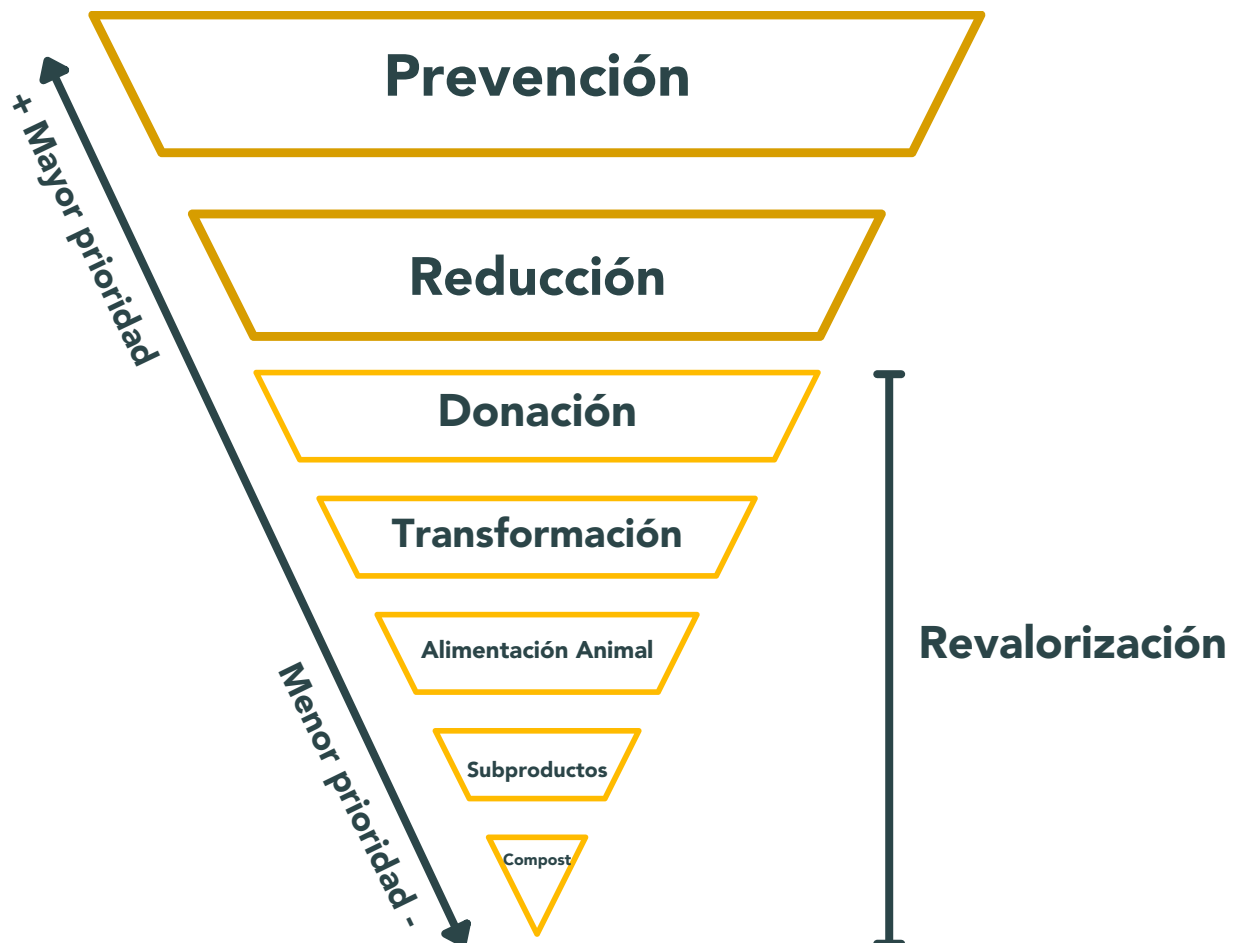 Prevención
+ Mayor prioridad
Reducción
Donación
Transformación
Alimentación Animal
Revalorización
Menor prioridad -
Subproductos
Compost